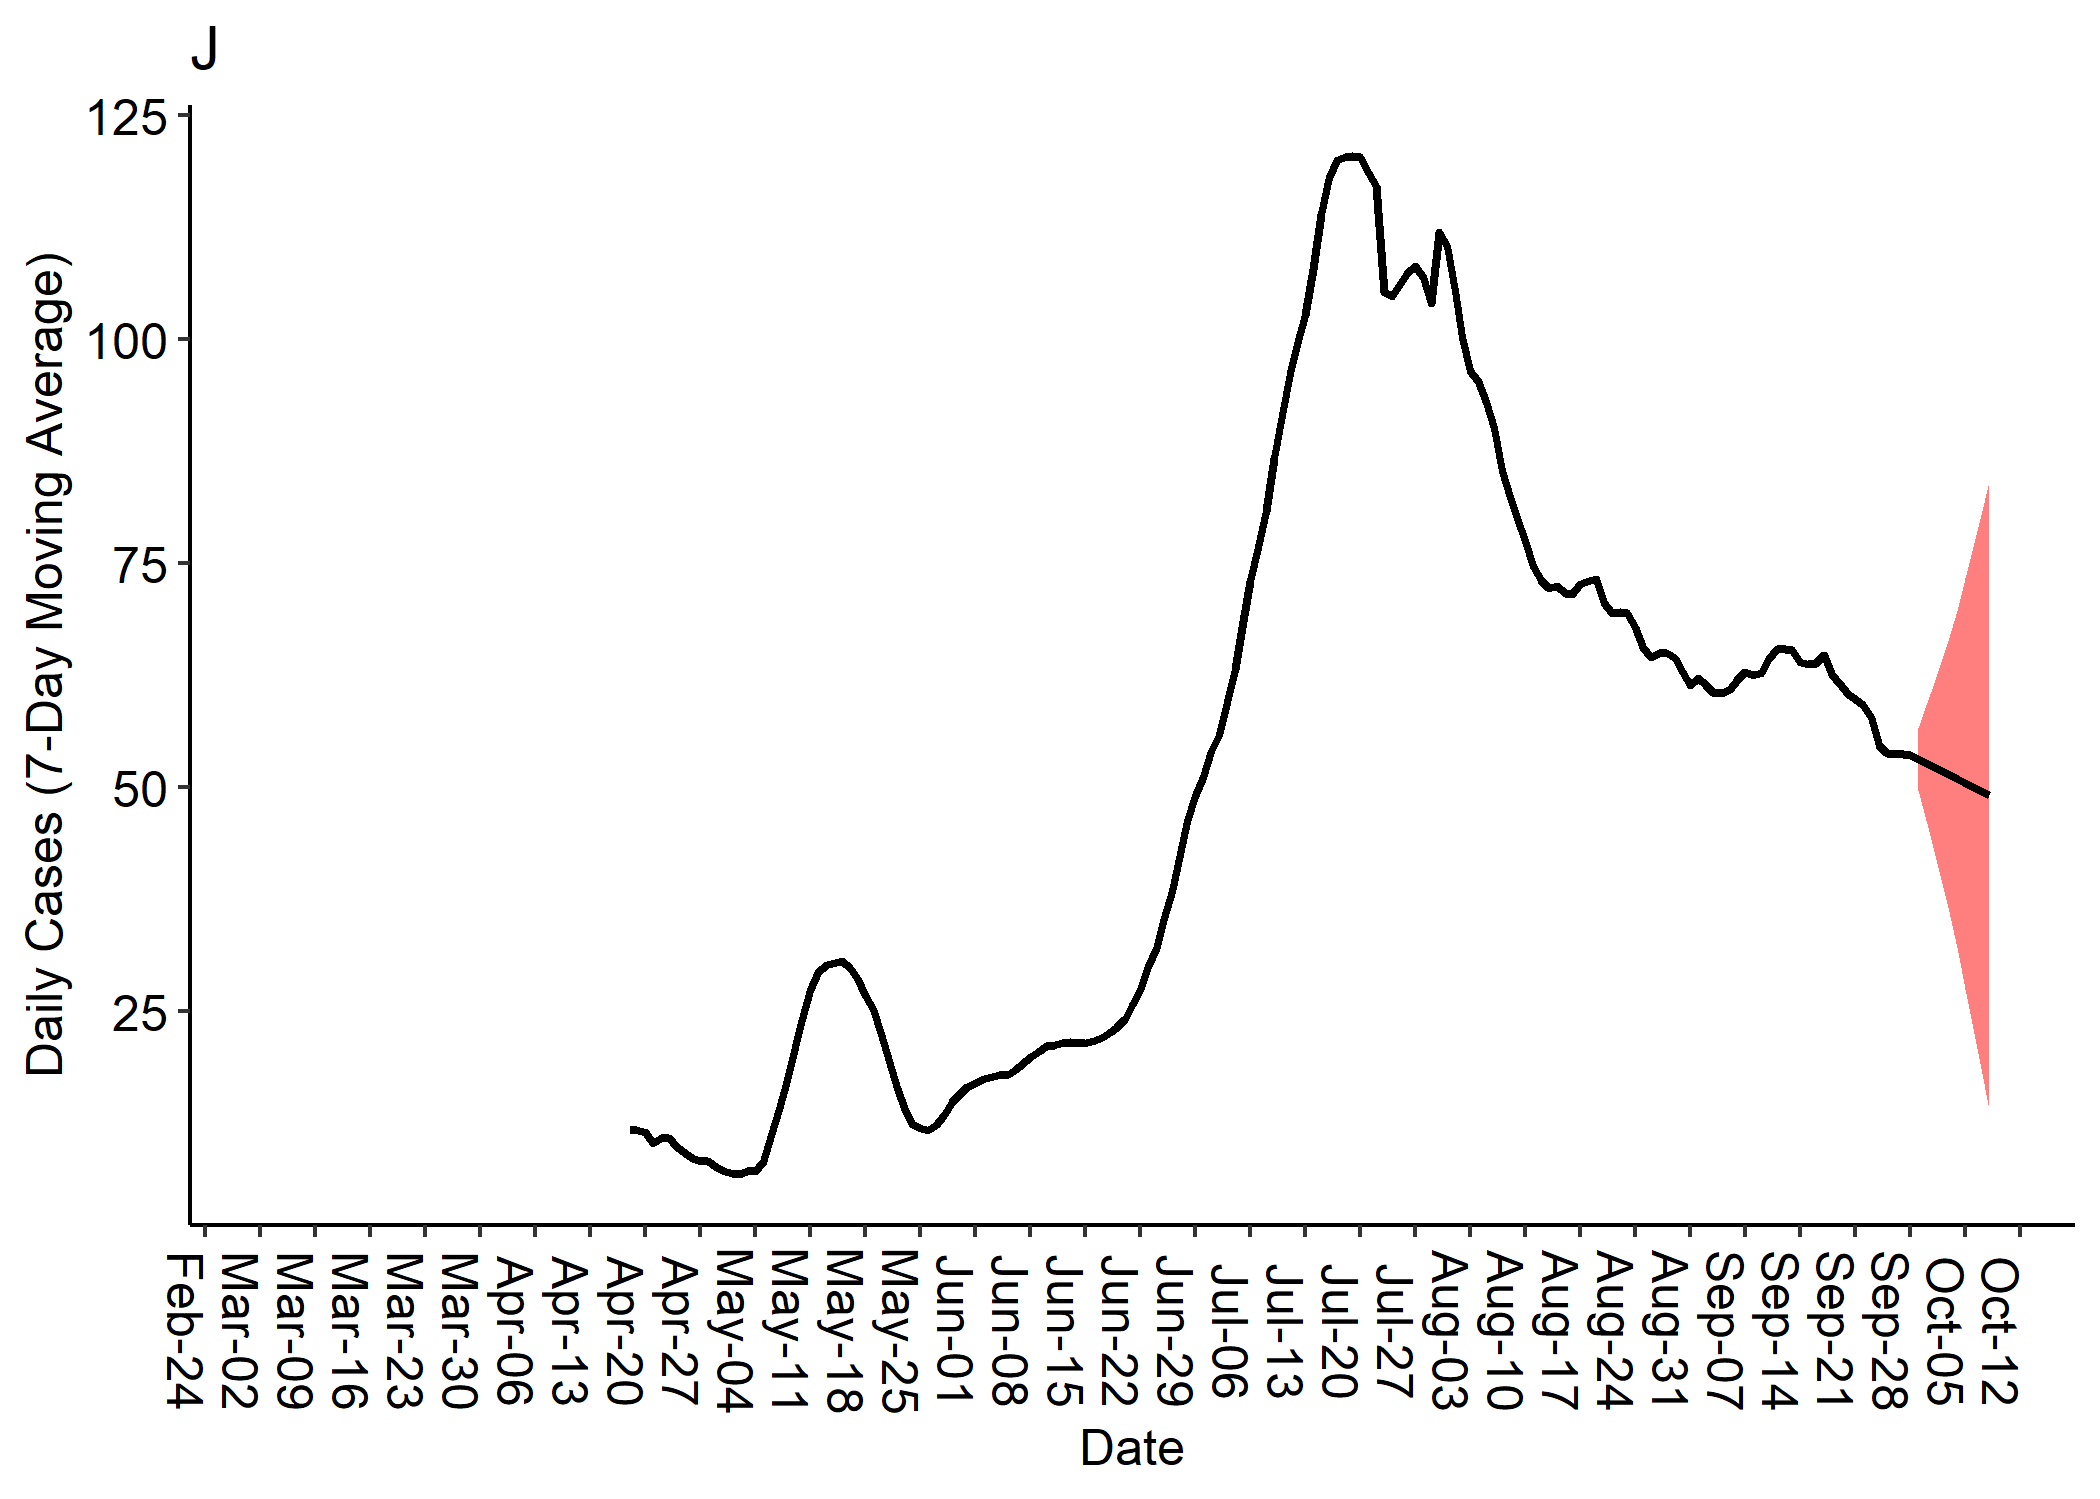 J
125
100
75
50
25
Daily Cases (7-Day Moving Average)
Feb-24
Mar-02
Mar-09
Mar-16
Mar-23
Mar-30
Apr-06
Apr-13
Apr-20
Apr-27
May-04
May-11
May-18
May-25
Jun-01
Jun-08
Jun-15
Jun-22
Jun-29
Jul-06
Jul-13
Jul-20
Jul-27
Aug-03
Aug-10
Aug-17
Aug-24
Aug-31
Sep-07
Sep-14
Sep-21
Sep-28
Oct-05
Oct-12
Date